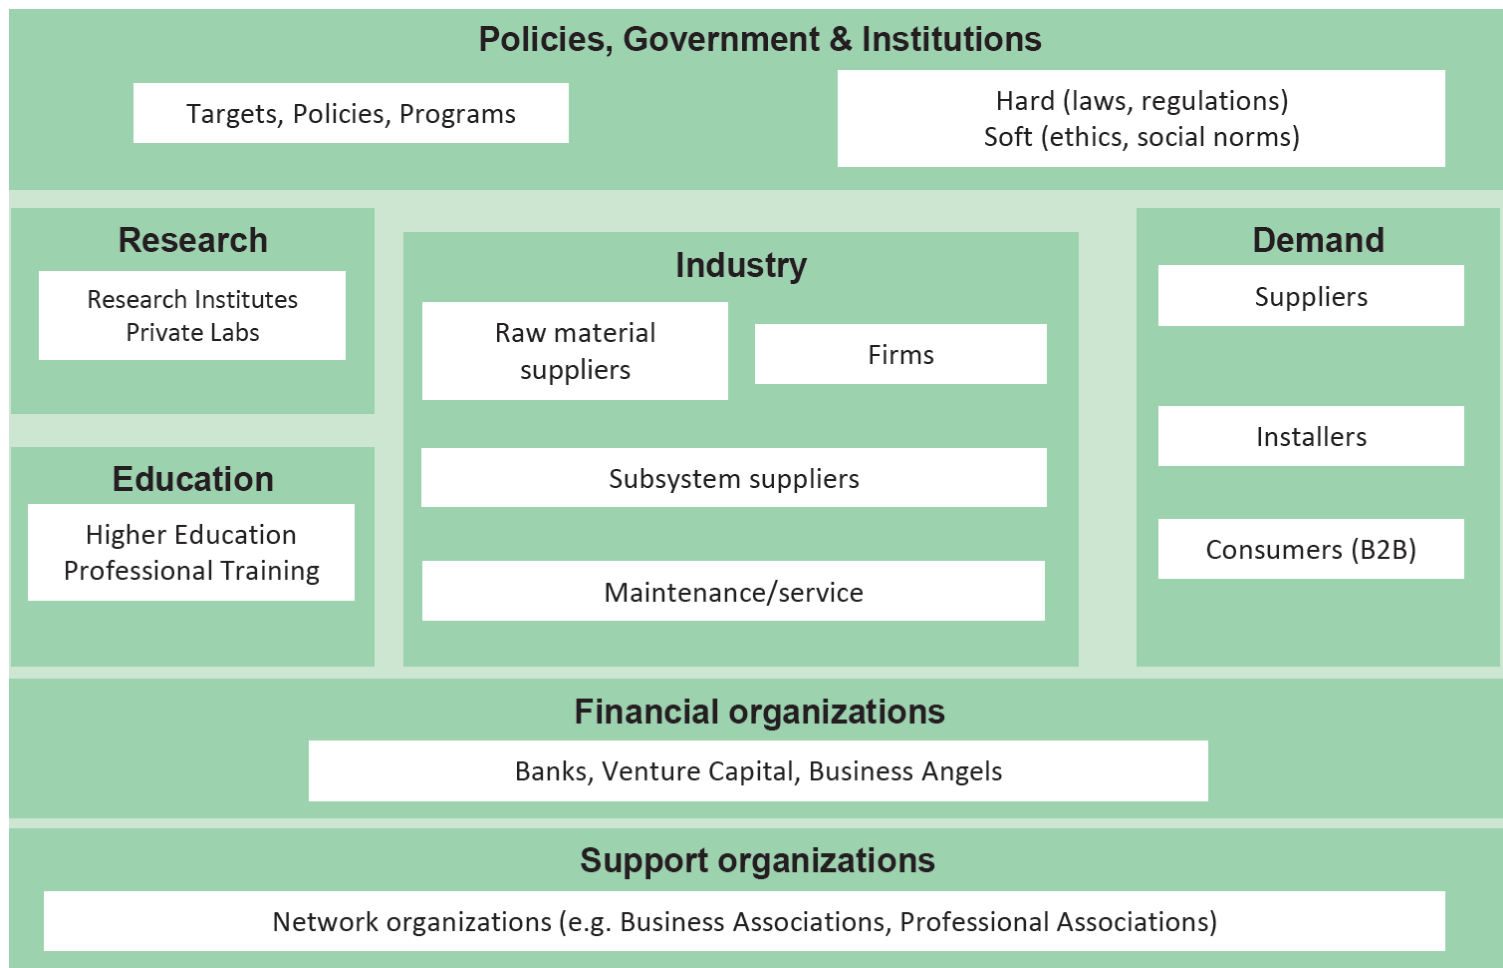 Policies, Government & Institutions
Targets, Policies, Programs
Hard (laws, regulations)
Soft (ethics, social norms)
Research
Research Institutes
Private Labs
Education
Higher Education
Professional Training
Industry
Raw material
suppliers
Firms
Subsystem suppliers
Maintenance/service
Demand
Suppliers
Installers
Consumers (B2B)
Financial organizations
Banks, Venture Capital, Business Angels
Support organizations
Network organizations (e.g. Business Associations, Professional Associations)